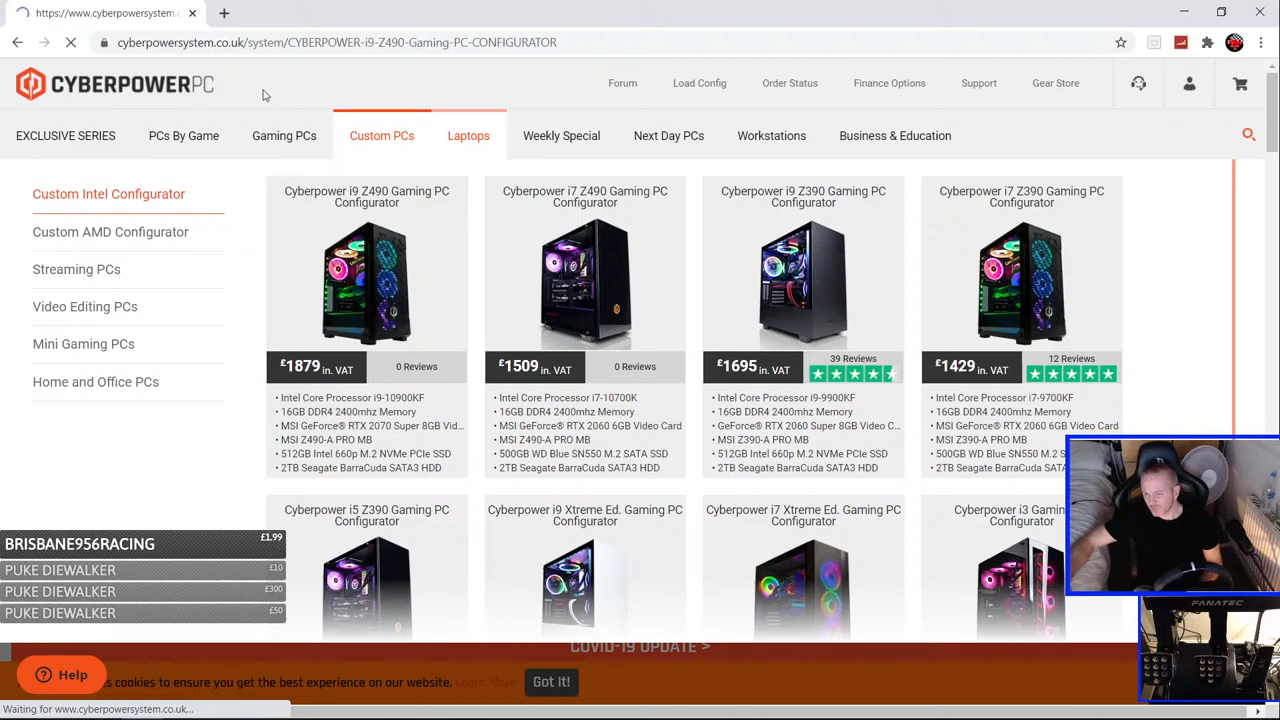 https://www.cyberpowersystem.c
cyberpowersystem.co.uk/system/CYBERPOWER-i9-Z490-Gaming-PC-CONFIGURATOR
CYBERPOWERPC
Forum
Load Config
Order Status
Finance Options
Support
Gear Store
EXCLUSIVE SERIES
PCs By Game
Gaming PCs
Custom PCs
Laptops
Weekly Special
Next Day PCs
Workstations
Business & Education
Custom Intel Configurator
Custom AMD Configurator
Streaming PCs
Video Editing PCs
Mini Gaming PCs
Home and Office PCs
Cyberpower i9 Z490 Gaming PC
Configurator
£1879 in. VAT
0 Reviews
• Intel Core Processor i9-10900KF
• 16GB DDR4 2400mhz Memory
• GeForce® RTX 2070 Super 8GB Vid...
• MSI Z490-A PRO MB
• 512GB Intel 660p M.2 NVMe PCIe SSD
• 2TB Seagate BarraCuda SATA3 HDD
Cyberpower i7 Z490 Gaming PC
Configurator
£1509 in. VAT
0 Reviews
• Intel Core Processor i7-10700K
• 16GB DDR4 2400mhz Memory
• GeForce® RTX 2060 6GB Video Card
• MSI Z490-A PRO MB
• 500GB WD Blue SN550 M.2 SATA SSD
• 2TB Seagate BarraCuda SATA3 HDD
Cyberpower i9 Z390 Gaming PC
Configurator
£1695 in. VAT
39 Reviews
• Intel Core Processor i9-9900KF
• 16GB DDR4 2400mhz Memory
• GeForce® RTX 2060 Super 8GB Video C...
• MSI Z390-A PRO MB
• 512GB Intel 660p M.2 NVMe PCIe SSD
• 2TB Seagate BarraCuda SATA3 HDD
Cyberpower i7 Z390 Gaming PC
Configurator
£1429 in. VAT
12 Reviews
• Intel Core Processor i7-9700KF
• 16GB DDR4 2400mhz Memory
• GeForce® RTX 2060 6GB Video Card
• MSI Z390-A PRO MB
• 500GB WD Blue SN550 M.2
• 2TB Seagate BarraCuda SATA3
Cyberpower i5 Z390 Gaming PC
Configurator
Cyberpower i9 Xtreme Ed. Gaming PC
Configurator
Cyberpower i7 Xtreme Ed. Gaming PC
Configurator
Cyberpower i3 Gamin
Configurator
BRISBANE956RACING £1.99
PUKE DIEWALKER £10
PUKE DIEWALKER £300
PUKE DIEWALKER £50
FANATEC
COVID-19 UPDATE >
Help
s cookies to ensure you get the best experience on our website. Learn More
Got It!
Waiting for www.cyberpowersystem.co.uk...